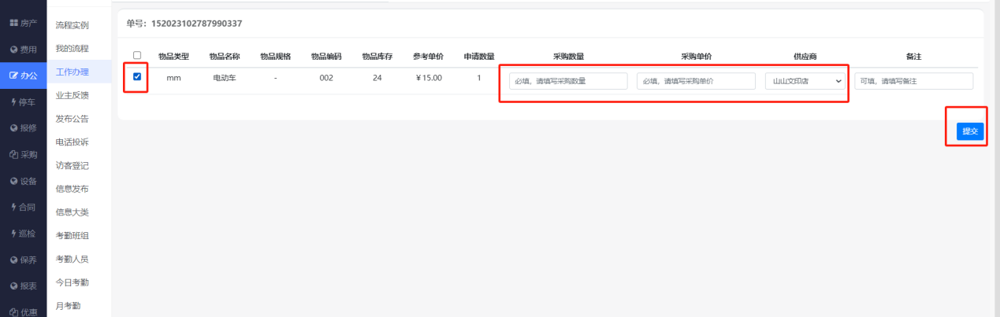 房产
费用
办公
停车
报修
采购
设备
合同
巡检
保养
报表
优惠
流程实例
我的流程
工作办理
业主反馈
发布公告
电话投诉
访客登记
信息发布
信息大类
考勤班组
考勤人员
今日考勤
月考勤
单号：152023102787990337
物品类型 物品名称 物品规格 物品编码 物品库存 参考单价 申请数量 采购数量 采购单价 供应商 备注
mm 电动车 - 002 24 ￥15.00 1 必填，请填写采购数量 必填，请填写采购单价 山山文印店 可填，请填写备注
提交